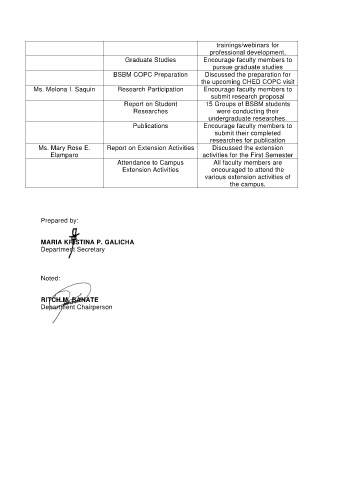 trainings/webinars for
professional development.
Graduate Studies
Encourage faculty members to
pursue graduate studies
BSBM COPC Preparation
Discussed the preparation for
the upcoming CHED COPC visit
Ms. Melona I. Saquin
Research Participation
Encourage faculty members to
submit research proposal
Report on Student
Researches
15 Groups of BSBM students
were conducting their
undergraduate researches.
Publications
Encourage faculty members to
submit their completed
researches for publication
Ms. Mary Rose E.
Elamparo
Report on Extension Activities
Discussed the extension
activities for the First Semester
Attendance to Campus
Extension Activities
All faculty members are
encouraged to attend the
various extension activities of
the campus.
Prepared by:
MARIA KRISTINA P. GALICHA
Department Secretary
Noted:
RITCH M. BANATE
Department Chairperson